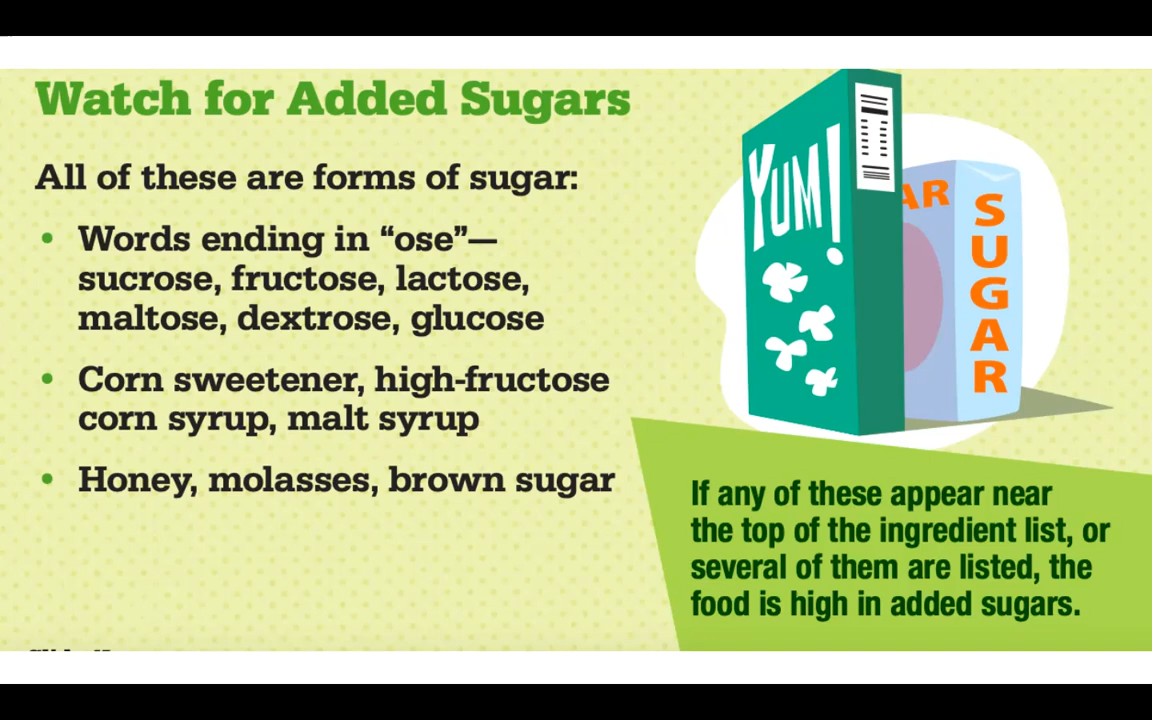 Watch for Added Sugars
All of these are forms of sugar:
• Words ending in “ose”—
sucrose, fructose, lactose,
maltose, dextrose, glucose
• Corn sweetener, high-fructose
corn syrup, malt syrup
• Honey, molasses, brown sugar
YUM!
AR
SUGAR
If any of these appear near
the top of the ingredient list, or
several of them are listed, the
food is high in added sugars.